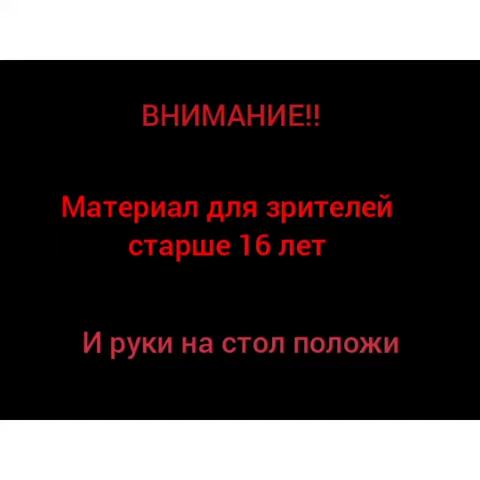 ВНИМАНИЕ!!
Материал для зрителей
старше 16 лет
И руки на стол положи